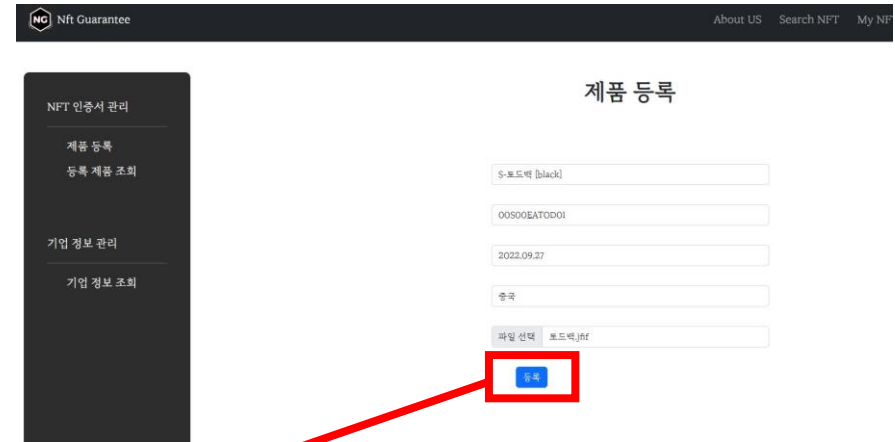 NG Nft Guarantee
About US Search NFT My NF
제품 등록
NFT 인증서 관리
제품 등록
등록 제품 조회
기업 정보 관리
기업 정보 조회
S-토드백 [black]
00S00EATOD01
2022.09.27
중국
파일 선택 토드백.jfif
등록